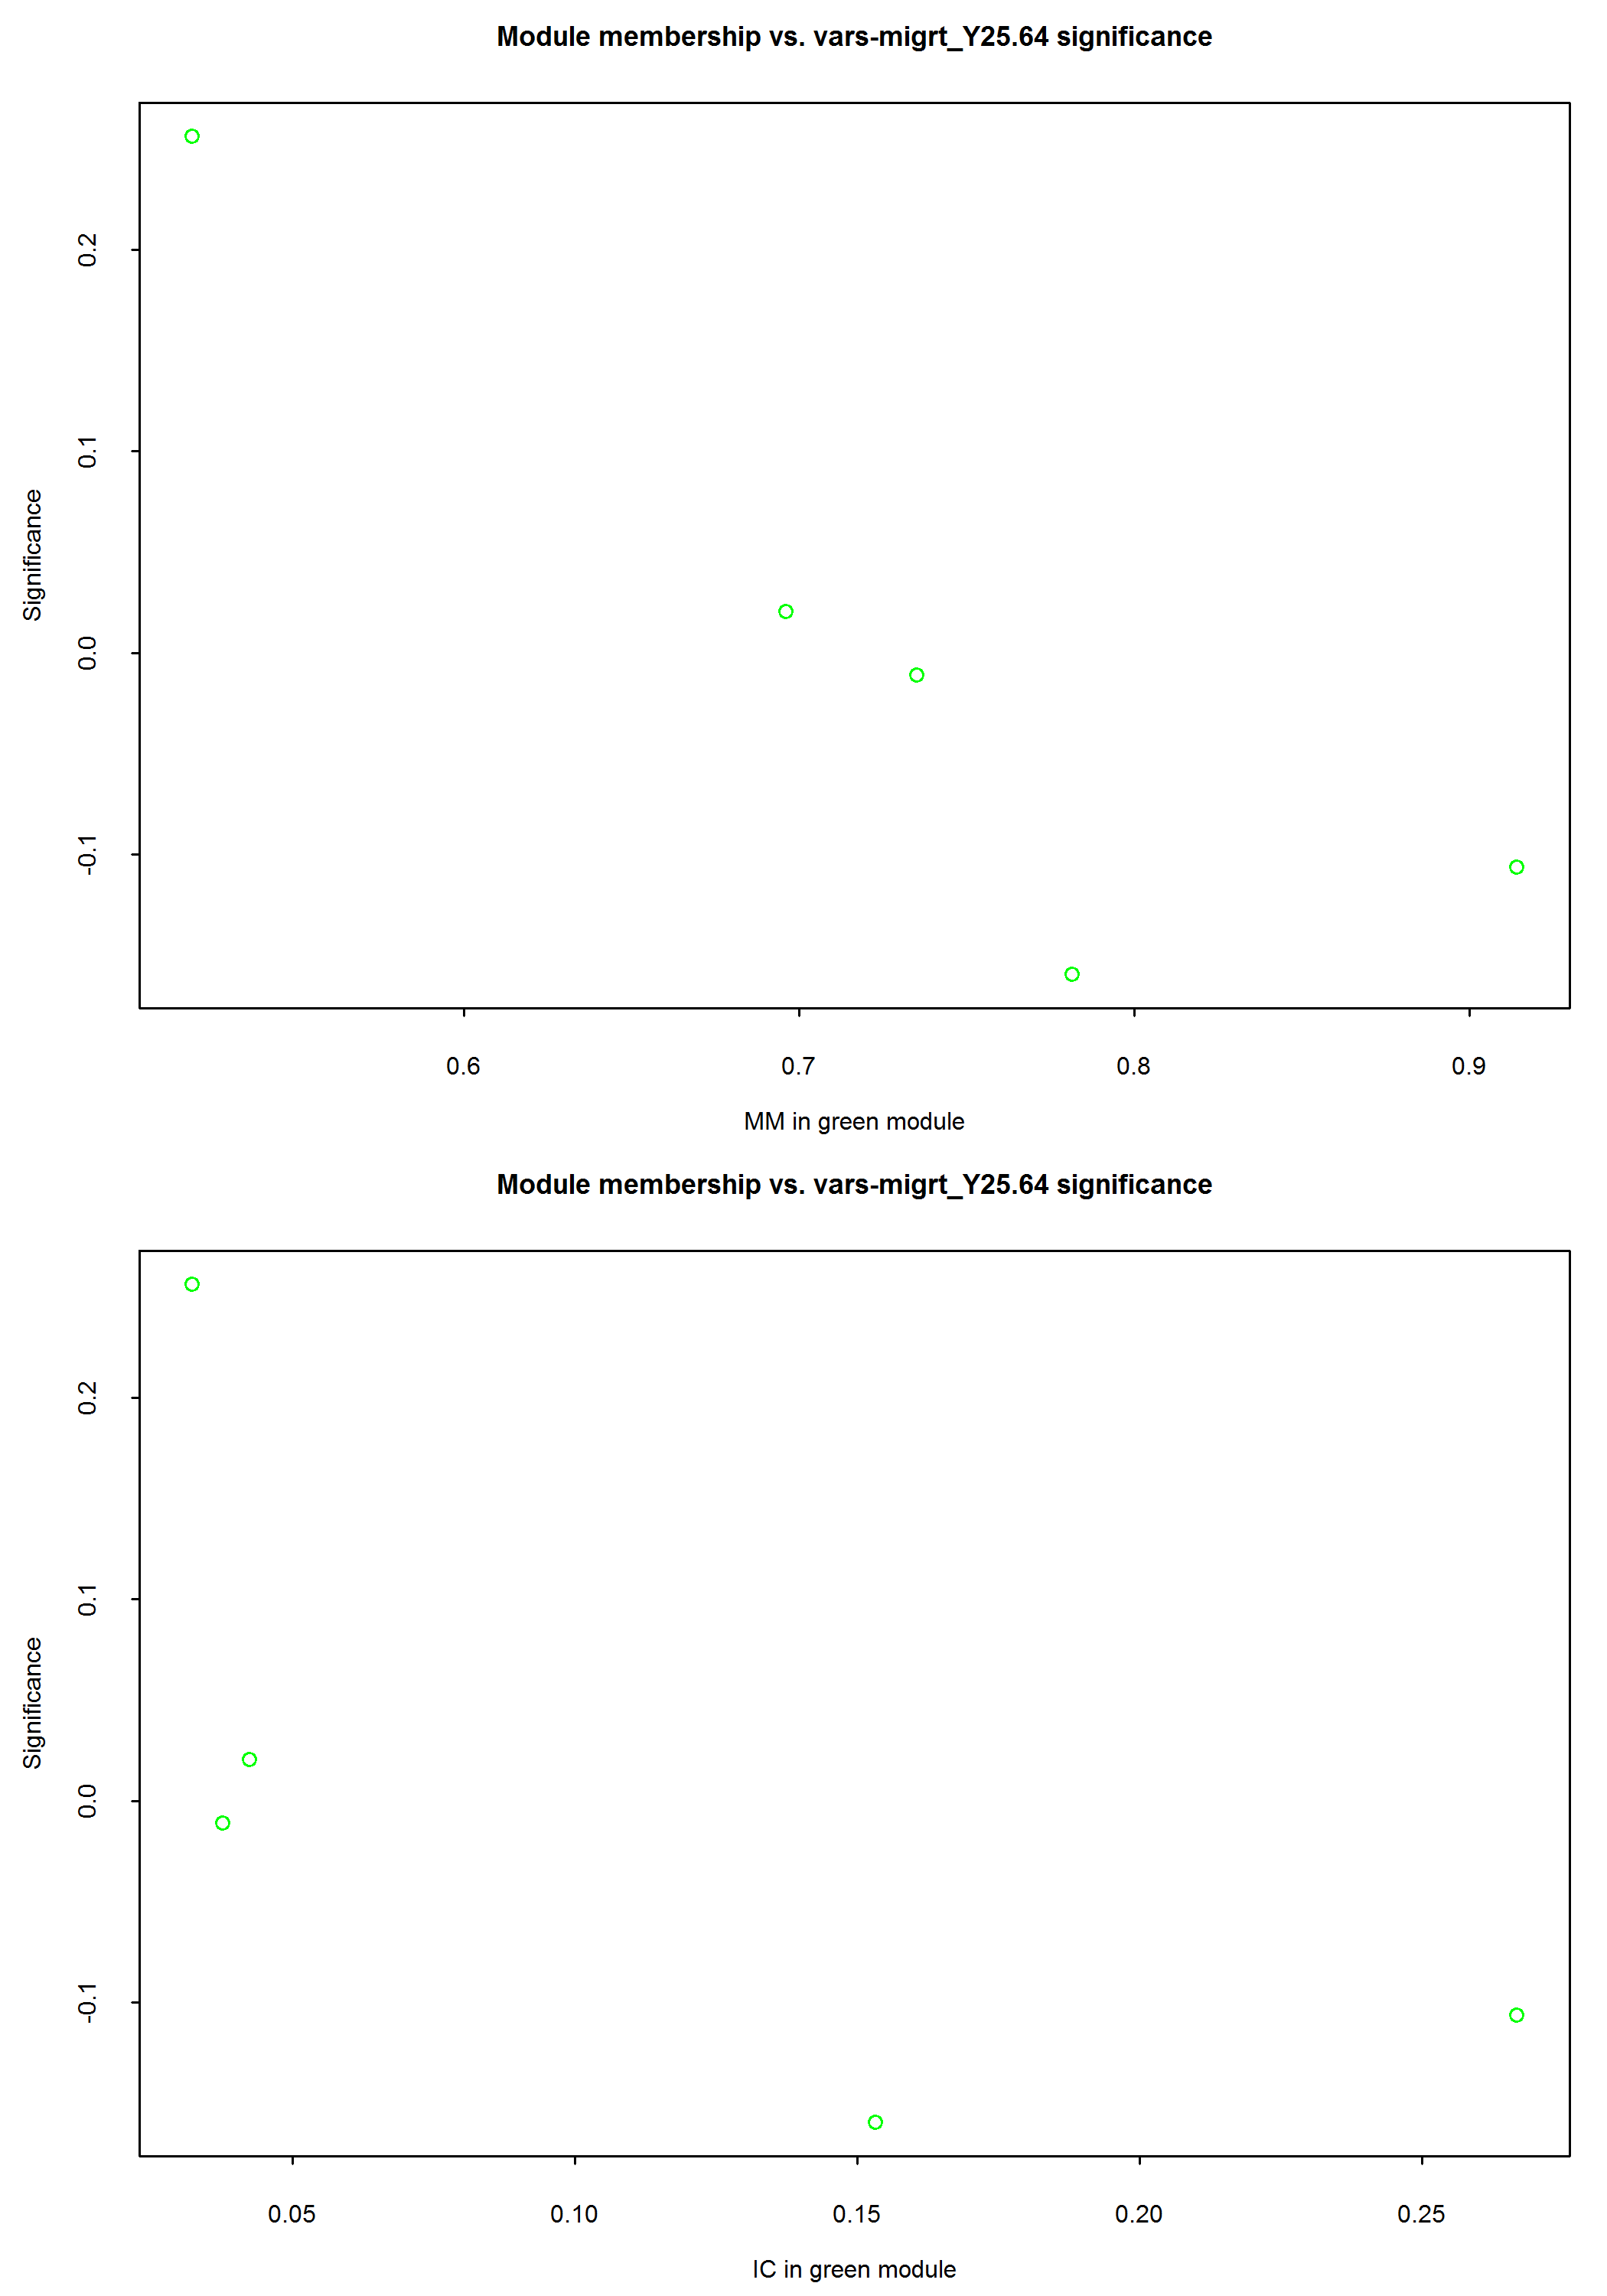 Module membership vs. vars-migrt_Y25.64 significance
0.2
0.1
0.0
-0.1
Significance
0.6 0.7 0.8 0.9
MM in green module
Module membership vs. vars-migrt_Y25.64 significance
0.2
0.1
0.0
-0.1
Significance
0.05 0.10 0.15 0.20 0.25
IC in green module